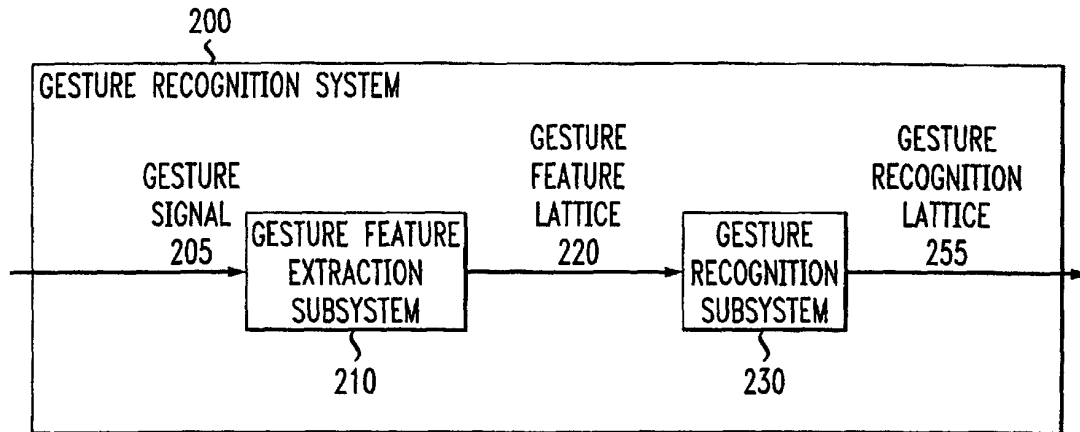 200
GESTURE RECOGNITION SYSTEM
GESTURE
SIGNAL
205
GESTURE FEATURE
EXTRACTION
SUBSYSTEM
210
GESTURE
FEATURE
LATTICE
220
GESTURE
RECOGNITION
SUBSYSTEM
230
GESTURE
RECOGNITION
LATTICE
255